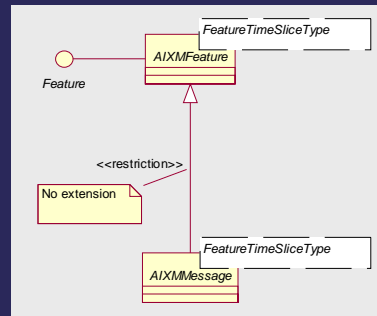 FeatureTimeSliceType
AIXMFeature
Feature
<<restriction>>
No extension
FeatureTimeSliceType
AIXMMessage